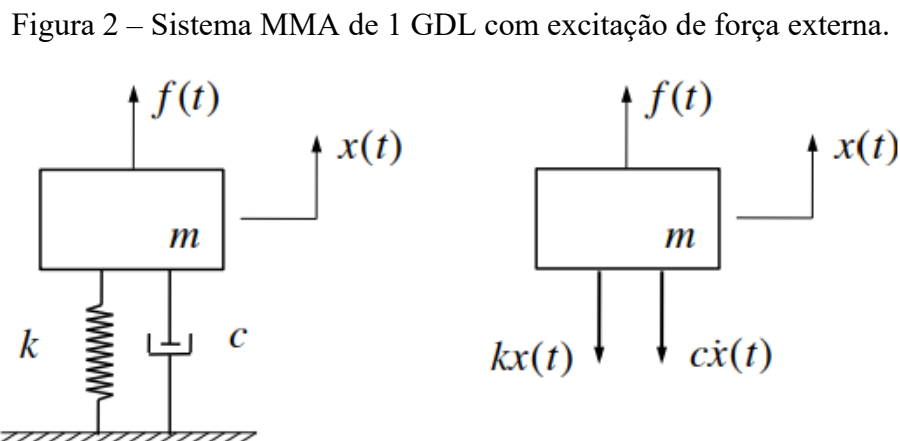 Figura 2 – Sistema MMA de 1 GDL com excitação de força externa.
f(t)
x(t)
m
k
c
f(t)
x(t)
m
kx(t)
cẋ(t)